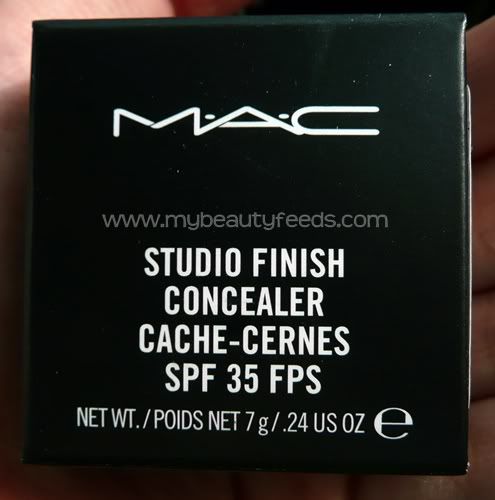 M·A·C
www.mybeautyfeeds.com
STUDIO FINISH
CONCEALER
CACHE-CERNES
SPF 35 FPS
NET WT./POIDS NET 7 g/.24 US OZ ℮